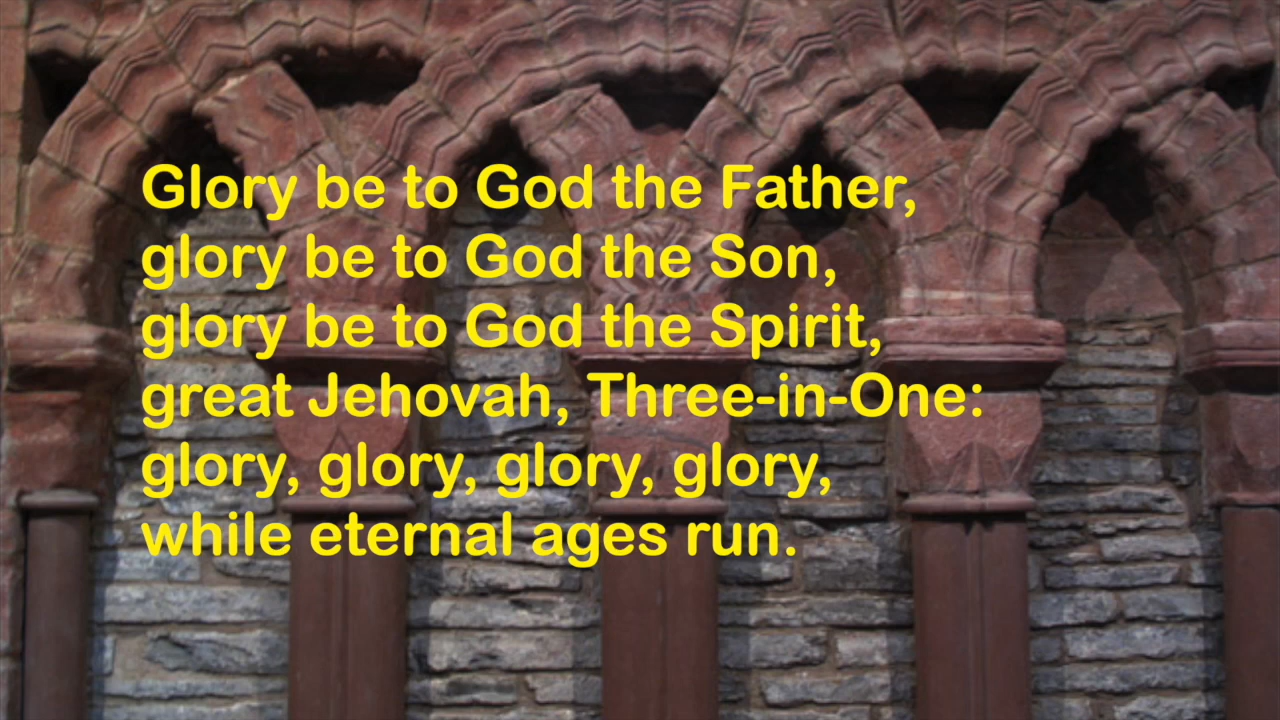 Glory be to God the Father,
glory be to God the Son,
glory be to God the Spirit,
great Jehovah, Three-in-One:
glory, glory, glory, glory,
while eternal ages run.